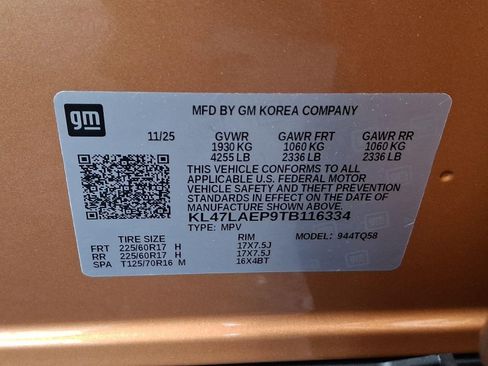 gm
MFD BY GM KOREA COMPANY
11/25 GVWR GAWR FRT GAWR RR
1930 KG 1060 KG 1060 KG
4255 LB 2336 LB 2336 LB
THIS VEHICLE CONFORMS TO ALL
APPLICABLE U.S. FEDERAL MOTOR
VEHICLE SAFETY AND THEFT PREVENTION
STANDARDS IN EFFECT ON THE DATE OF
MANUFACTURE SHOWN ABOVE.
KL47LAEP9TB116334
TYPE: MPV MODEL: 944TQ58
TIRE SIZE RIM
FRT 225/60R17 H 17X7.5J
RR 225/60R17 H 17X7.5J
SPA T125/70R16 M 16X4BT